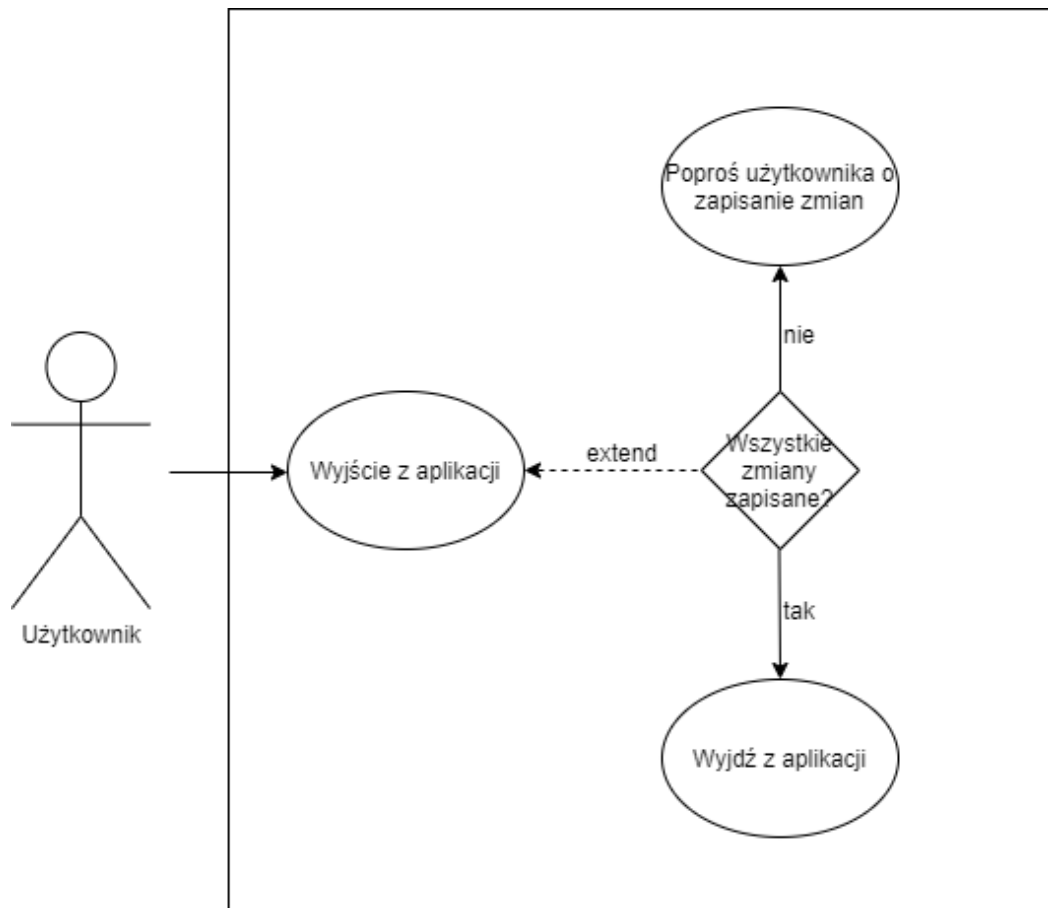 Poproś użytkownika o
zapisanie zmian
nie
Wyjście z aplikacji
extend
Wszystkie
zmiany
zapisane?
tak
Użytkownik
Wyjdź z aplikacji